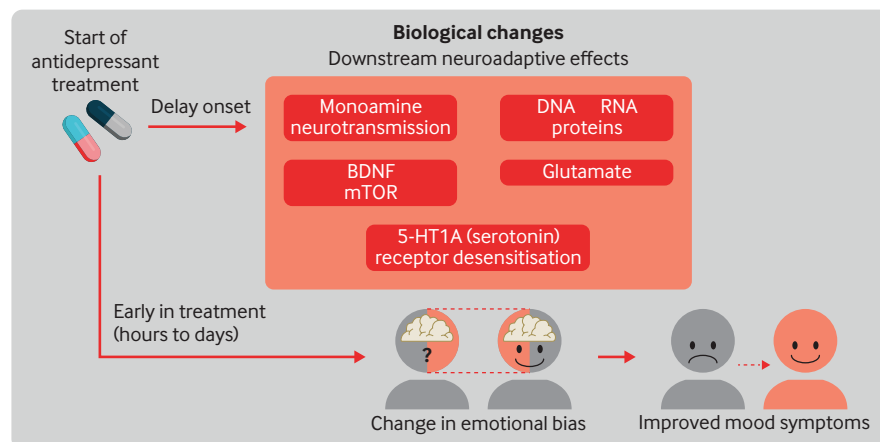 Start of
antidepressant
treatment
Biological changes
Downstream neuroadaptive effects
Delay onset
Monoamine
neurotransmission
DNA RNA
proteins
BDNF
mTOR
Glutamate
5-HT1A (serotonin)
receptor desensitisation
Early in treatment
(hours to days)
?
Change in emotional bias
Improved mood symptoms